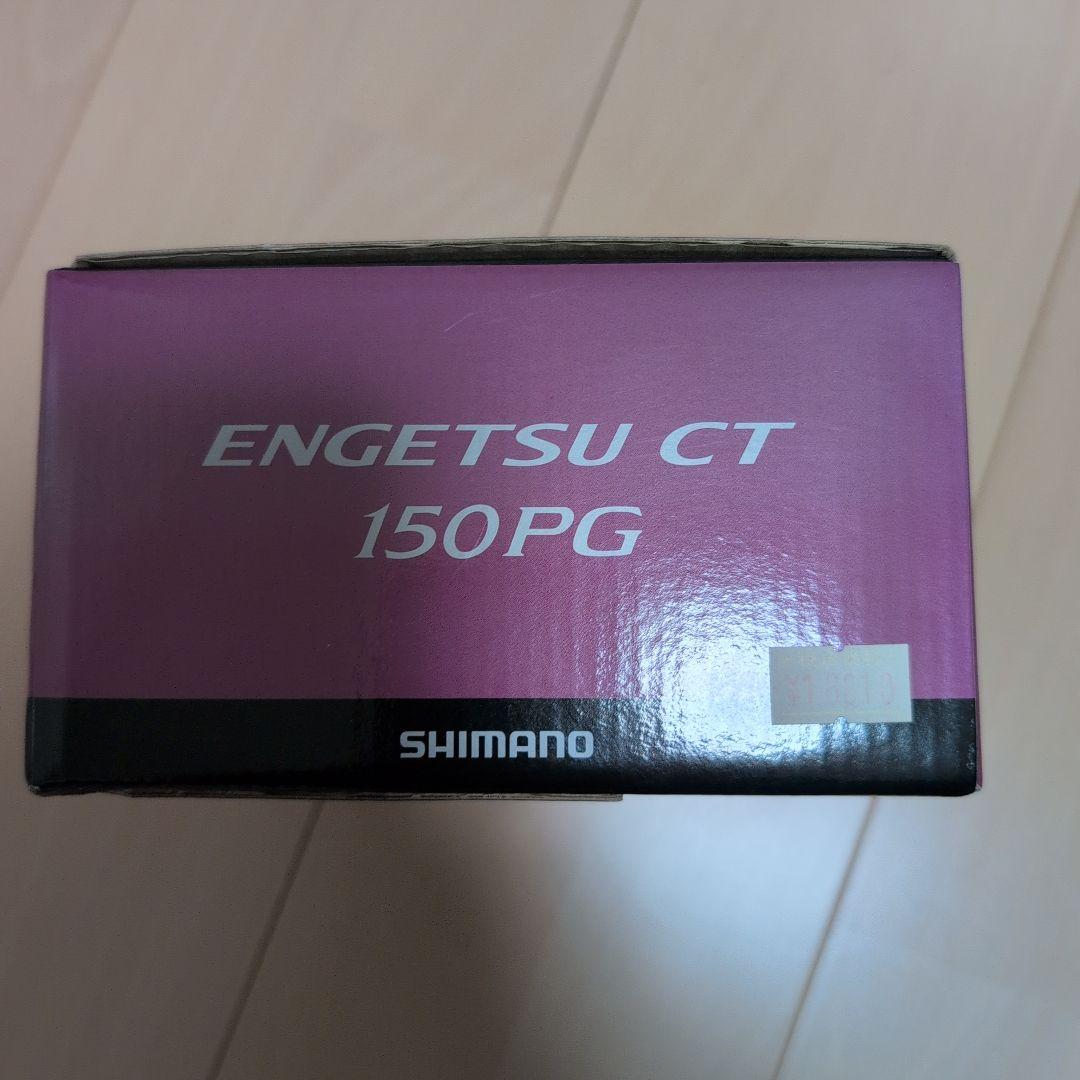 ENGETSU CT
150PG
SHIMANO